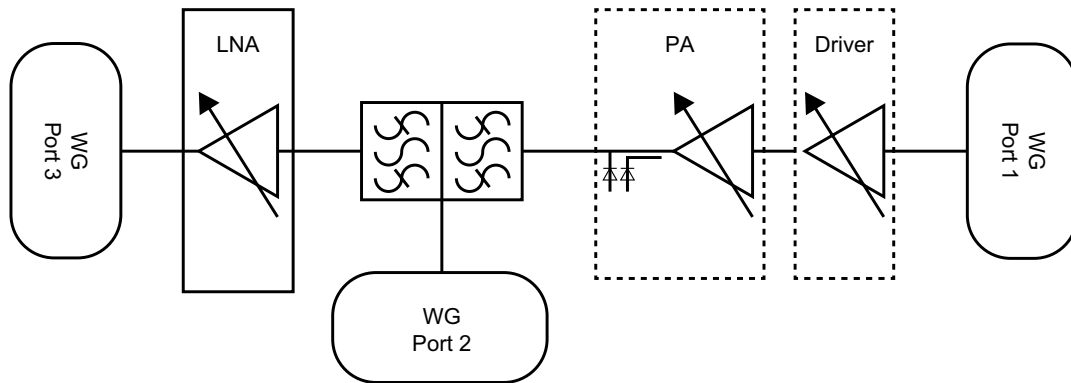 LNA
PA
Driver
WG
Port 3
WG
Port 1
WG
Port 2